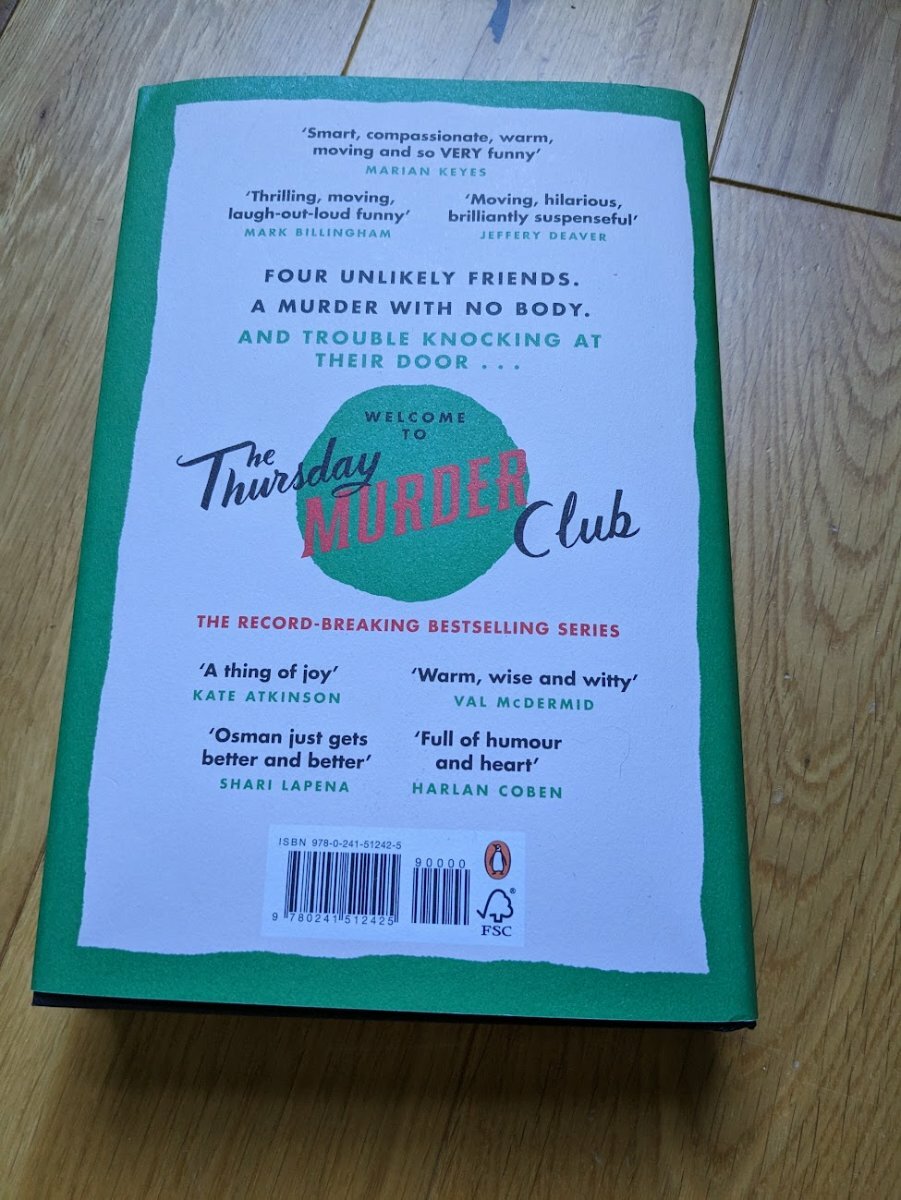 ‘Smart, compassionate, warm,
moving and so VERY funny’
MARIAN KEYES
‘Thrilling, moving,
laugh-out-loud funny’
MARK BILLINGHAM
‘Moving, hilarious,
brilliantly suspenseful’
JEFFERY DEAVER
FOUR UNLIKELY FRIENDS.
A MURDER WITH NO BODY.
AND TROUBLE KNOCKING AT
THEIR DOOR . . .
WELCOME
TO
The
Thursday
MURDER
Club
THE RECORD-BREAKING BESTSELLING SERIES
‘A thing of joy’
KATE ATKINSON
‘Warm, wise and witty’
VAL McDERMID
‘Osman just gets
better and better’
SHARI LAPENA
‘Full of humour
and heart’
HARLAN COBEN
ISBN 978-0-241-51242-5
90000
9 780241 512425
®
FSC